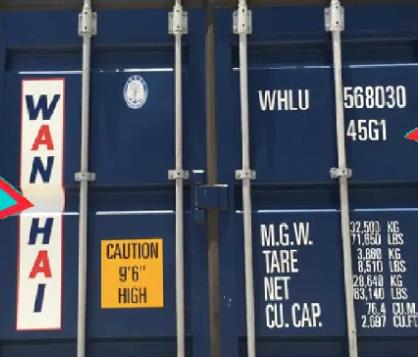 WAN HAI
CAUTION
9'6"
HIGH
WHLU 568030
45G1
M.G.W. 32,500 KG
71,650 LBS
TARE 3,860 KG
8,510 LBS
NET 28,640 KG
63,140 LBS
CU. CAP. 76.4 CU.M.
2,697 CU.FT.